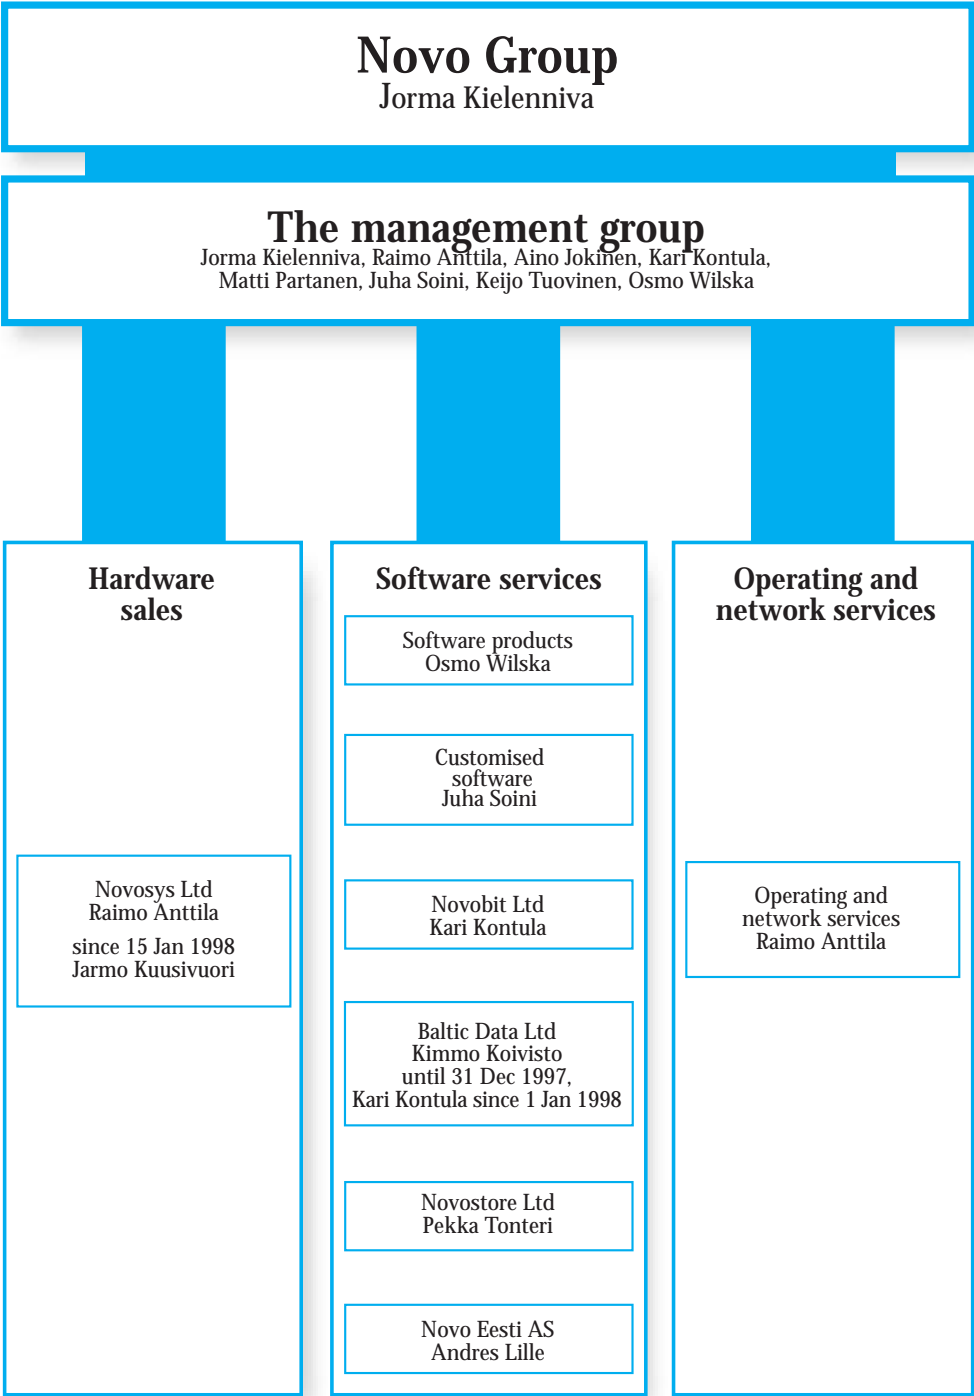 Novo Group
Jorma Kielenniva
The management group
Jorma Kielenniva, Raimo Anttila, Aino Jokinen, Kari Kontula,
Matti Partanen, Juha Soini, Keijo Tuovinen, Osmo Wilska
Hardware
sales
Novosys Ltd
Raimo Anttila
since 15 Jan 1998
Jarmo Kuusivuori
Software services
Software products
Osmo Wilska
Customised
software
Juha Soini
Novobit Ltd
Kari Kontula
Baltic Data Ltd
Kimmo Koivisto
until 31 Dec 1997,
Kari Kontula since 1 Jan 1998
Novostore Ltd
Pekka Tonteri
Novo Eesti AS
Andres Lille
Operating and
network services
Operating and
network services
Raimo Anttila